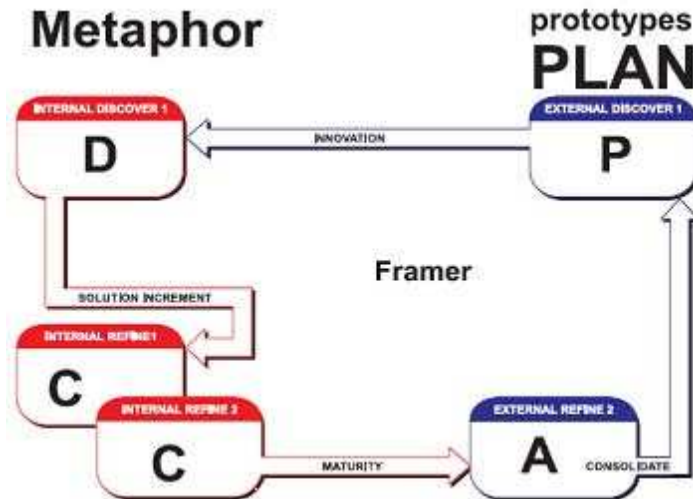 Metaphor
prototypes
PLAN
INTERNAL DISCOVER 1
D
INNOVATION
EXTERNAL DISCOVER 1
P
Framer
SOLUTION INCREMENT
INTERNAL REFINE1
C
INTERNAL REFINE 2
C
MATURITY
EXTERNAL REFINE 2
A
CONSOLIDATE